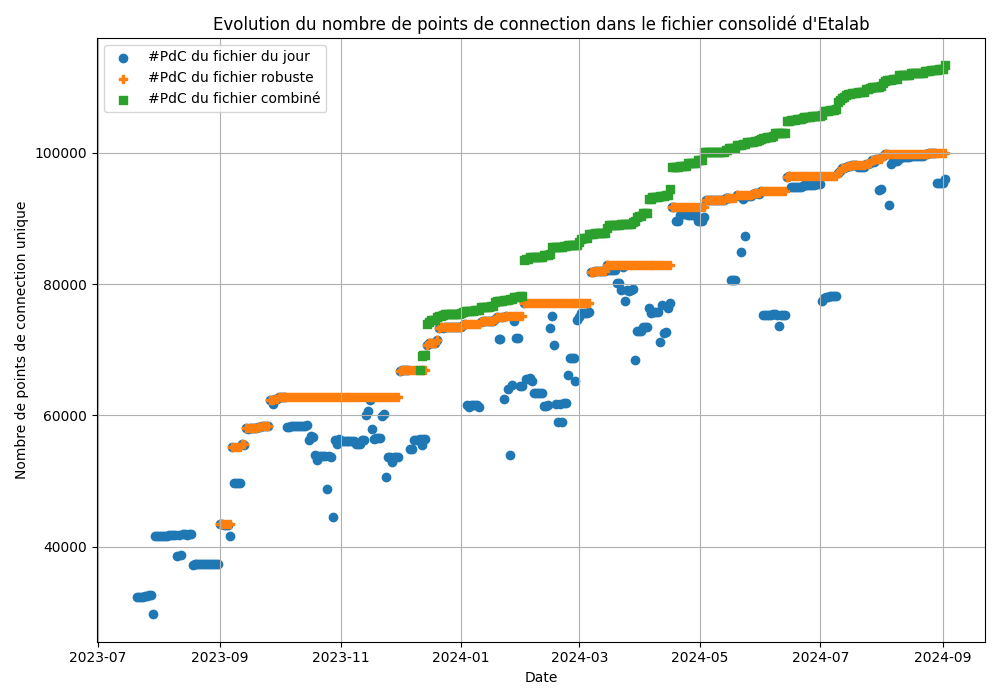 Evolution du nombre de points de connection dans le fichier consolidé d'Etalab
#PdC du fichier du jour
#PdC du fichier robuste
#PdC du fichier combiné
Nombre de points de connection unique
100000
80000
60000
40000
2023-07
2023-09
2023-11
2024-01
2024-03
2024-05
2024-07
2024-09
Date